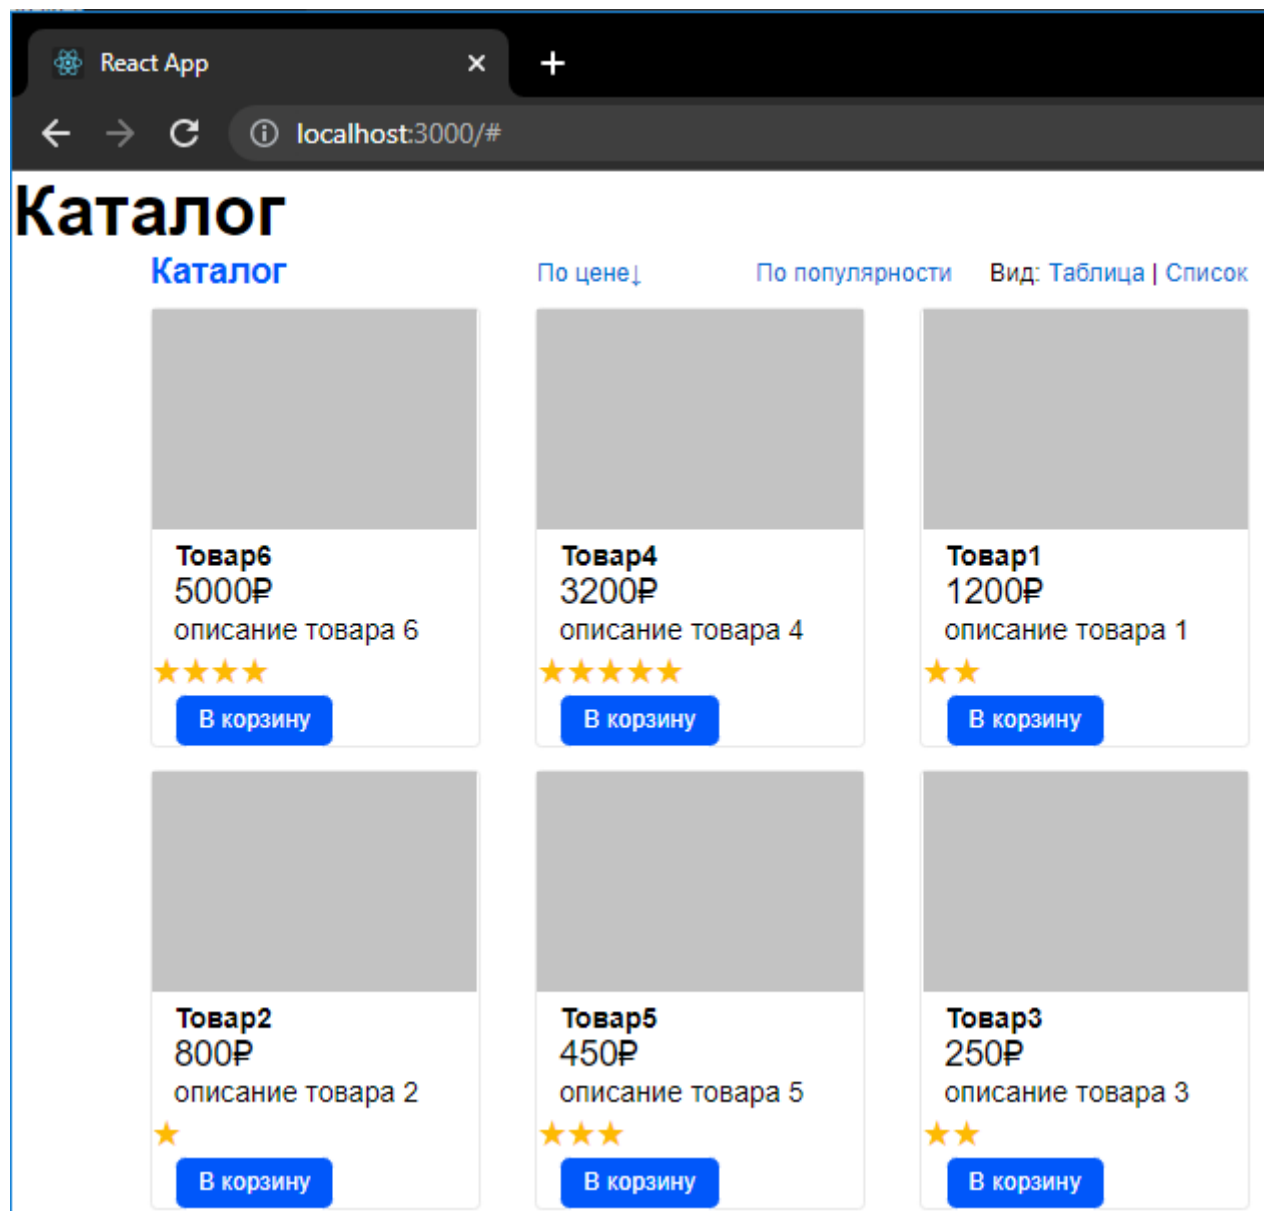 React App
localhost:3000/#
Каталог
Каталог По цене↓ По популярности Вид: Таблица | Список
Товар6 Товар4 Товар1
5000₽ 3200₽ 1200₽
описание товара 6 описание товара 4 описание товара 1
★★★★ ★★★★★ ★★
В корзину В корзину В корзину
Товар2 Товар5 Товар3
800₽ 450₽ 250₽
описание товара 2 описание товара 5 описание товара 3
★ ★★★ ★★
В корзину В корзину В корзину